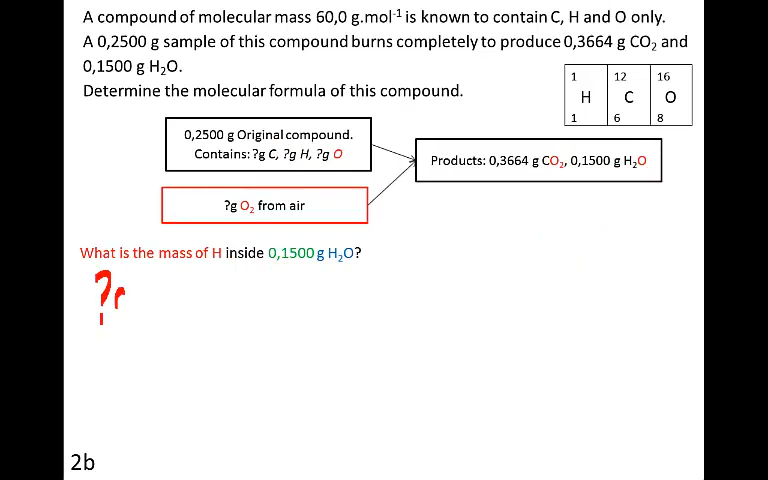 A compound of molecular mass 60,0 g.mol⁻¹ is known to contain C, H and O only.
A 0,2500 g sample of this compound burns completely to produce 0,3664 g CO₂ and
0,1500 g H₂O.
Determine the molecular formula of this compound.
1 12 16
H C O
1 6 8
0,2500 g Original compound.
Contains: ?g C, ?g H, ?g O
Products: 0,3664 g CO₂, 0,1500 g H₂O
?g O₂ from air
What is the mass of H inside 0,1500 g H₂O?
?
2b